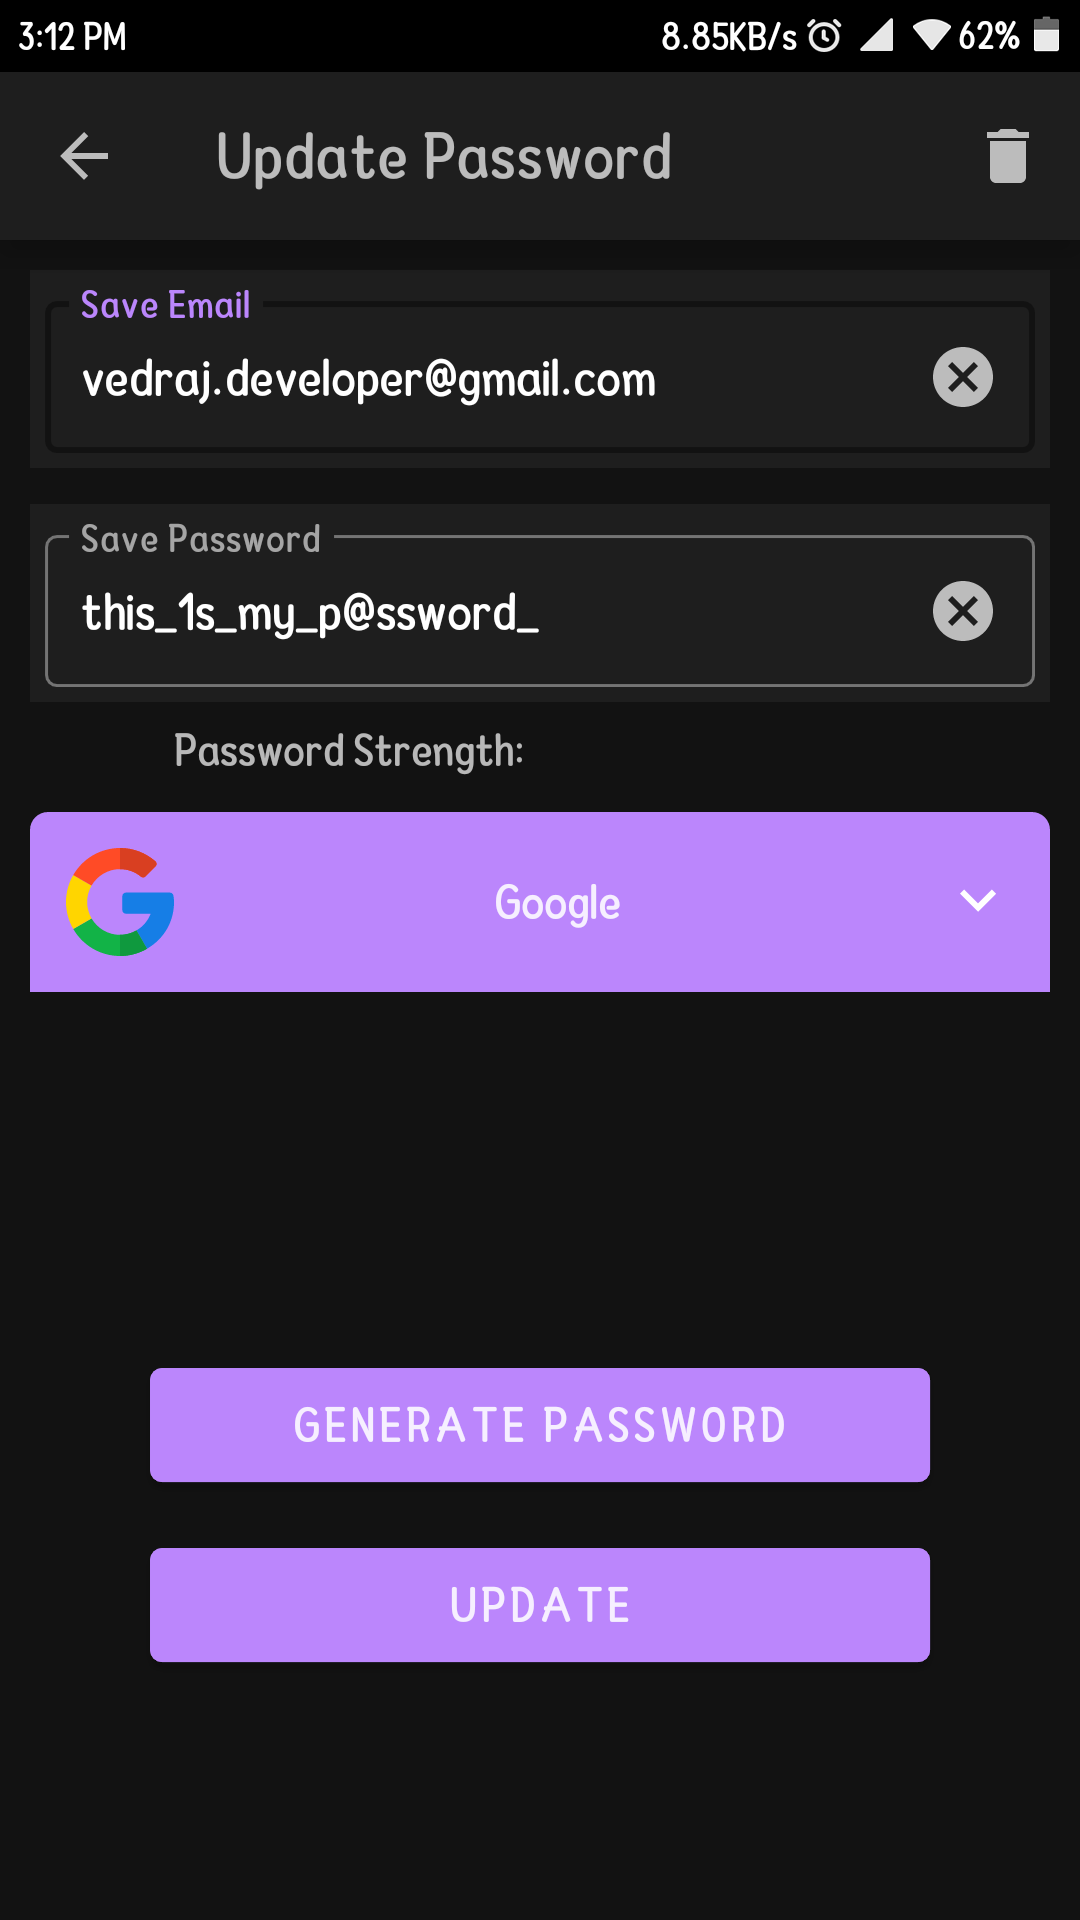 3:12 PM 8.85KB/s 62%
Update Password
Save Email
vedraj.developer@gmail.com
Save Password
this_1s_my_p@ssword_
Password Strength:
Google
GENERATE PASSWORD
UPDATE